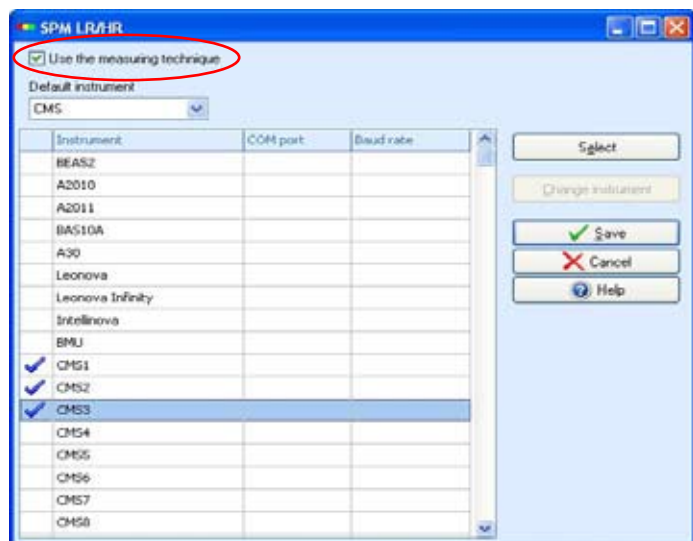 SPM LR/HR
Use the measuring technique
Default instrument
CMS
Instrument COM port Baud rate
BEAS2
A2010
A2011
BAS10A
A30
Leonova
Leonova Infinity
Intellinova
BMU
CMS1
CMS2
CMS3
CMS4
CMS5
CMS6
CMS7
CMS8
Select
Change instrument
Save
Cancel
Help